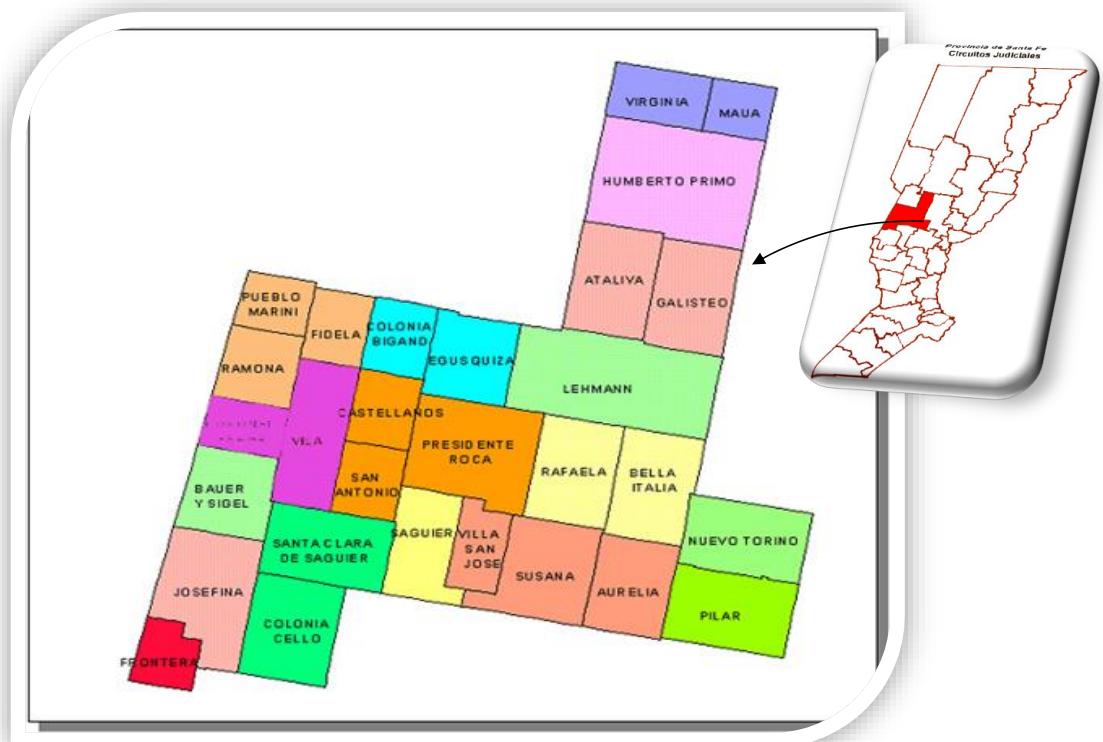 Provincia de Santa Fe
Circuitos Judiciales
VIRGINIA
MAUA
HUMBERTO PRIMO
ATALIVA
GALISTEO
PUEBLO
MARINI
FIDELA
COLONIA
BIGAND
EGUSQUIZA
RAMONA
LEHMANN
CASTELLANOS
VILA
PRESIDENTE
ROCA
RAFAELA
BELLA
ITALIA
SAN
ANTONIO
BAUER
Y SIGEL
SAGUIER
VILLA
SAN
JOSE
NUEVO TORINO
SANTA CLARA
DE SAGUIER
SUSANA
AURELIA
JOSEFINA
PILAR
COLONIA
CELLO
FRONTERA